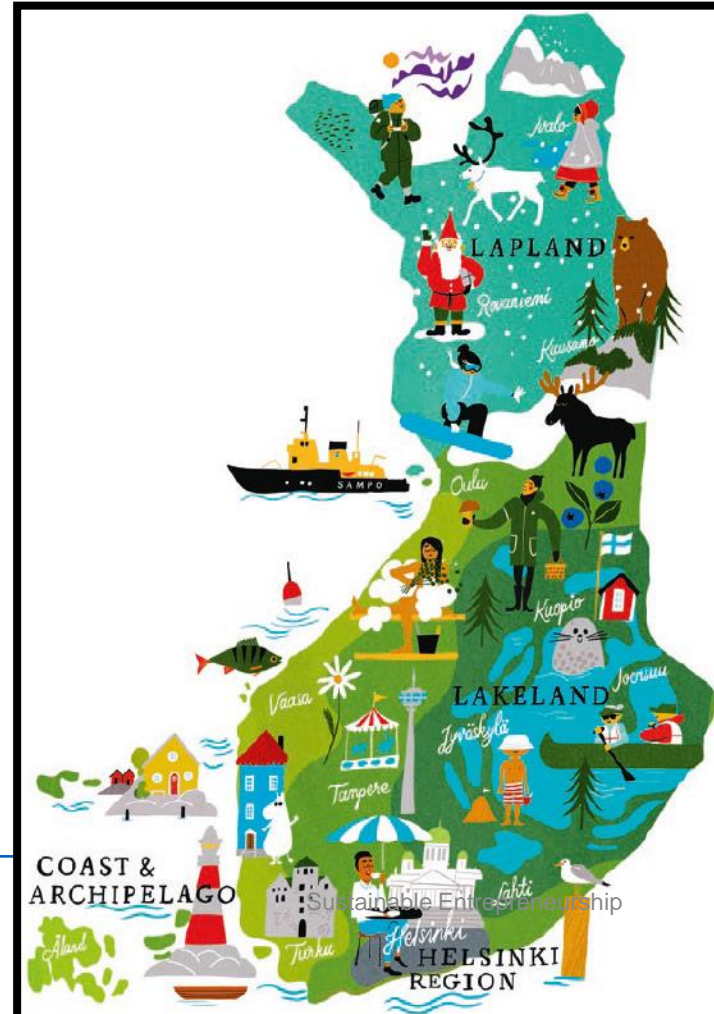 Ivalo
LAPLAND
Rovaniemi
Kuusamo
SAMPO
Oulu
Kuopio
LAKELAND
Joensuu
Vaasa
Jyväskylä
Tampere
COAST &
ARCHIPELAGO
Lahti
Sustainable Entrepreneurship
Åland
Turku
Helsinki
HELSINKI
REGION